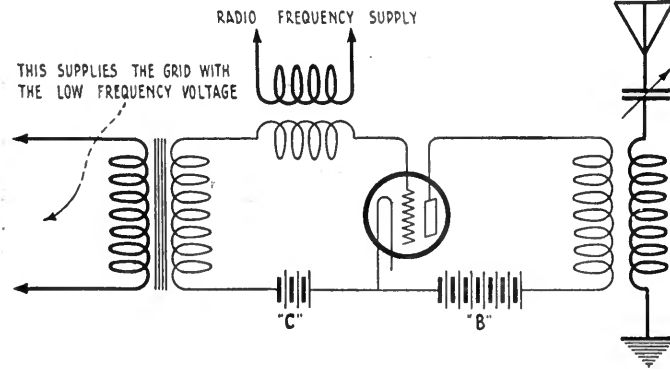 RADIO FREQUENCY SUPPLY
THIS SUPPLIES THE GRID WITH
THE LOW FREQUENCY VOLTAGE
"C"
"B"